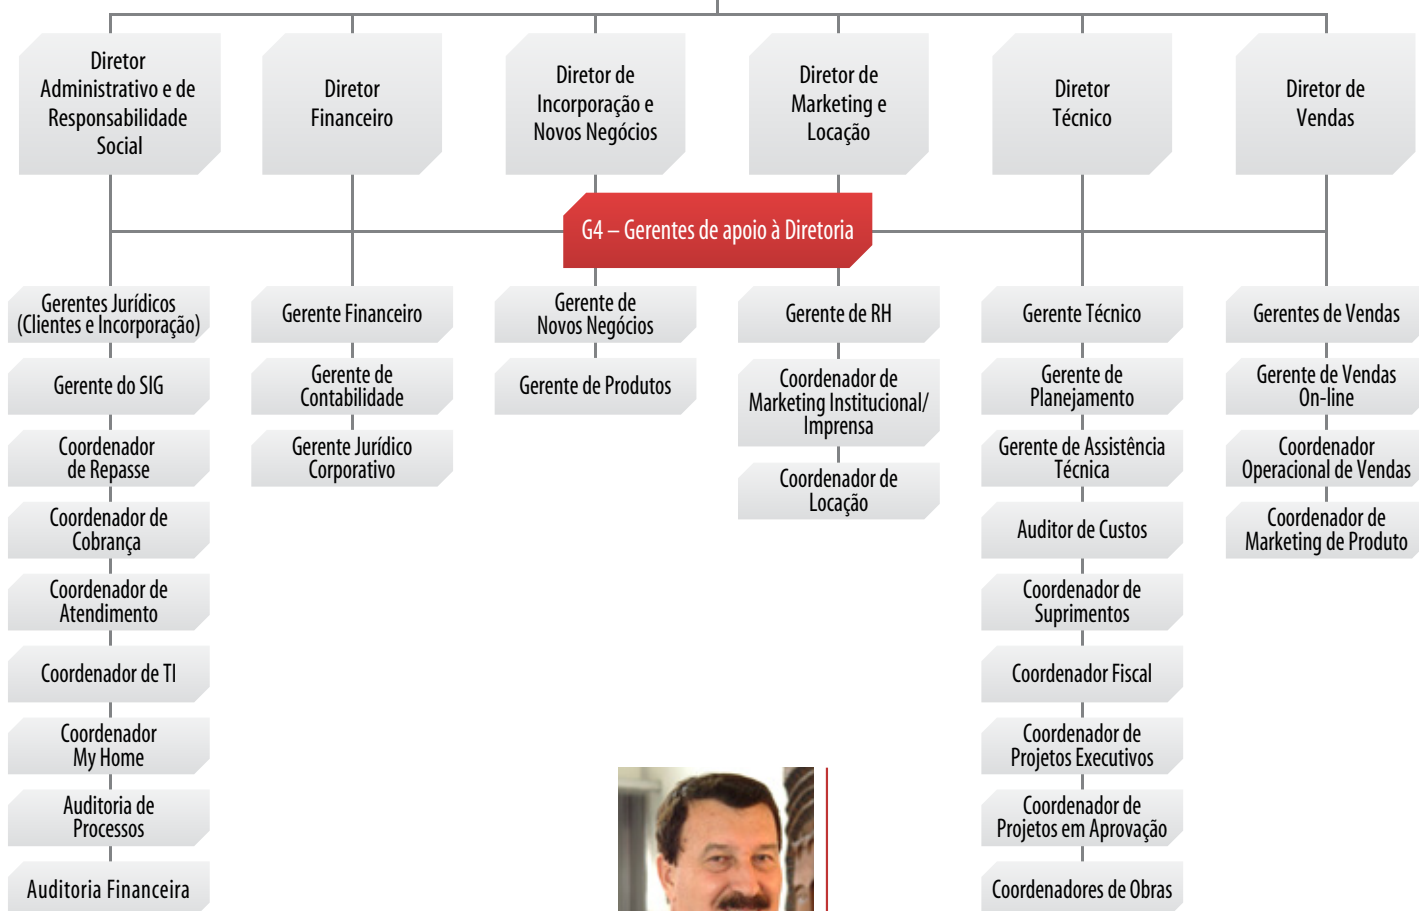 Diretor
Administrativo e de
Responsabilidade
Social
Diretor
Financeiro
Diretor de
Incorporação e
Novos Negócios
Diretor de
Marketing e
Locação
Diretor
Técnico
Diretor de
Vendas
G4 – Gerentes de apoio à Diretoria
Gerentes Jurídicos
(Clientes e Incorporação)
Gerente do SIG
Coordenador
de Repasse
Coordenador de
Cobrança
Coordenador de
Atendimento
Coordenador de TI
Coordenador
My Home
Auditoria de
Processos
Auditoria Financeira
Gerente Financeiro
Gerente de
Contabilidade
Gerente Jurídico
Corporativo
Gerente de
Novos Negócios
Gerente de Produtos
Gerente de RH
Coordenador de
Marketing Institucional/
Imprensa
Coordenador de
Locação
Gerente Técnico
Gerente de
Planejamento
Gerente de Assistência
Técnica
Auditor de Custos
Coordenador de
Suprimentos
Coordenador Fiscal
Coordenador de
Projetos Executivos
Coordenador de
Projetos em Aprovação
Coordenadores de Obras
Gerentes de Vendas
Gerente de Vendas
On-line
Coordenador
Operacional de Vendas
Coordenador de
Marketing de Produto